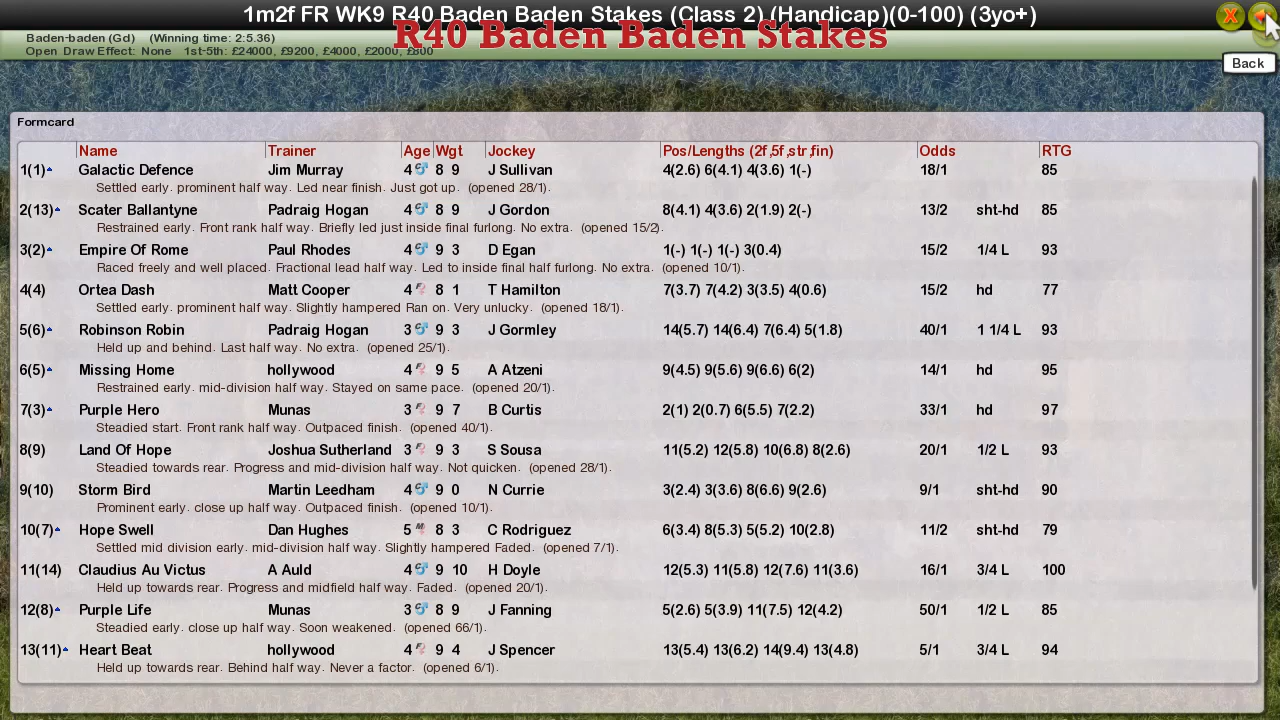 1m2f FR WK9 R40 Baden Baden Stakes (Class 2) (Handicap)(0-100) (3yo+)
R40 Baden Baden Stakes
Baden-baden (Gd) (Winning time: 2:5.36)
Open Draw Effect: None 1st-5th: £24000, £9200, £4000, £2000, £800
X
Back
Formcard
Name Trainer Age Wgt Jockey Pos/Lengths (2f,5f,str,fin) Odds RTG
1(1) Galactic Defence Jim Murray 4 8 9 J Sullivan 4(2.6) 6(4.1) 4(3.6) 1(-) 18/1 85
Settled early. prominent half way. Led near finish. Just got up. (opened 28/1).
2(13) Scater Ballantyne Padraig Hogan 4 8 9 J Gordon 8(4.1) 4(3.6) 2(1.9) 2(-) 13/2 sht-hd 85
Restrained early. Front rank half way. Briefly led just inside final furlong. No extra. (opened 15/2).
3(2) Empire Of Rome Paul Rhodes 4 9 3 D Egan 1(-) 1(-) 1(-) 3(0.4) 15/2 1/4 L 93
Raced freely and well placed. Fractional lead half way. Led to inside final half furlong. No extra. (opened 10/1).
4(4) Ortea Dash Matt Cooper 4 8 1 T Hamilton 7(3.7) 7(4.2) 3(3.5) 4(0.6) 15/2 hd 77
Settled early. prominent half way. Slightly hampered Ran on. Very unlucky. (opened 18/1).
5(6) Robinson Robin Padraig Hogan 3 9 3 J Gormley 14(5.7) 14(6.4) 7(6.4) 5(1.8) 40/1 1 1/4 L 93
Held up and behind. Last half way. No extra. (opened 25/1).
6(5) Missing Home hollywood 4 9 5 A Atzeni 9(4.5) 9(5.6) 9(6.6) 6(2) 14/1 hd 95
Restrained early. mid-division half way. Stayed on same pace. (opened 20/1).
7(3) Purple Hero Munas 3 9 7 B Curtis 2(1) 2(0.7) 6(5.5) 7(2.2) 33/1 hd 97
Steadied start. Front rank half way. Outpaced finish. (opened 40/1).
8(9) Land Of Hope Joshua Sutherland 3 9 3 S Sousa 11(5.2) 12(5.8) 10(6.8) 8(2.6) 20/1 1/2 L 93
Steadied towards rear. Progress and mid-division half way. Not quicken. (opened 28/1).
9(10) Storm Bird Martin Leedham 4 9 0 N Currie 3(2.4) 3(3.6) 8(6.6) 9(2.6) 9/1 sht-hd 90
Prominent early. close up half way. Outpaced finish. (opened 10/1).
10(7) Hope Swell Dan Hughes 5 8 3 C Rodriguez 6(3.4) 8(5.3) 5(5.2) 10(2.8) 11/2 sht-hd 79
Settled mid division early. mid-division half way. Slightly hampered Faded. (opened 7/1).
11(14) Claudius Au Victus A Auld 4 9 10 H Doyle 12(5.3) 11(5.8) 12(7.6) 11(3.6) 16/1 3/4 L 100
Held up towards rear. Progress and midfield half way. Faded. (opened 20/1).
12(8) Purple Life Munas 3 8 9 J Fanning 5(2.6) 5(3.9) 11(7.5) 12(4.2) 50/1 1/2 L 85
Steadied early. close up half way. Soon weakened. (opened 66/1).
13(11) Heart Beat hollywood 4 9 4 J Spencer 13(5.4) 13(6.2) 14(9.4) 13(4.8) 5/1 3/4 L 94
Held up towards rear. Behind half way. Never a factor. (opened 6/1).